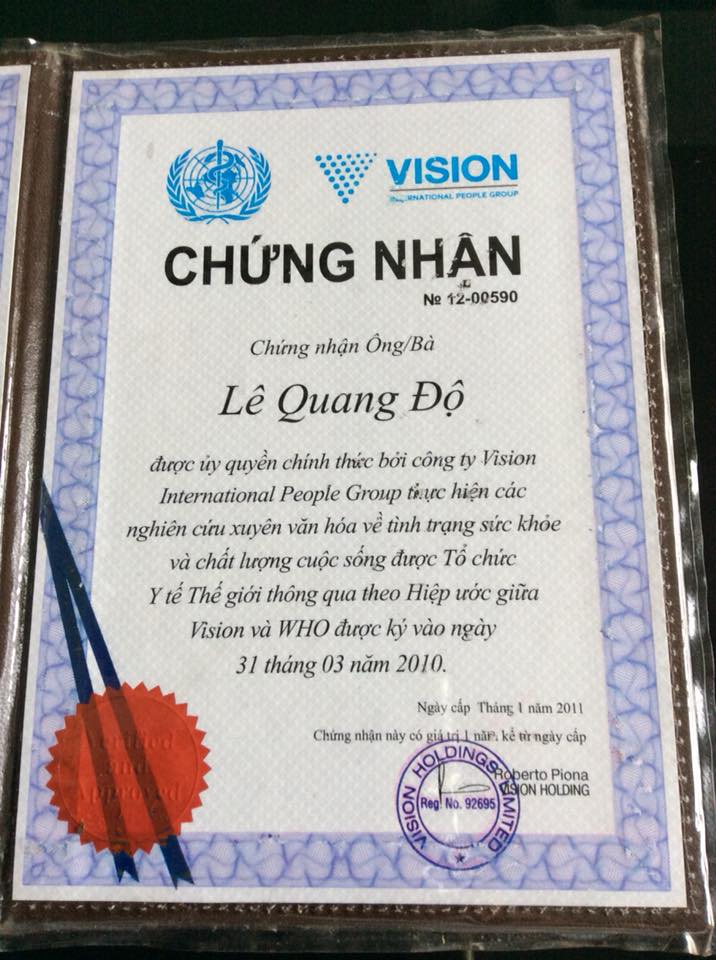 VISION
INTERNATIONAL PEOPLE GROUP
CHỨNG NHẬN
№ 12-00590
Chứng nhận Ông/Bà
Lê Quang Độ
được ủy quyền chính thức bởi công ty Vision
International People Group thực hiện các
nghiên cứu xuyên văn hóa về tình trạng sức khỏe
và chất lượng cuộc sống được Tổ chức
Y tế Thế giới thông qua theo Hiệp ước giữa
Vision và WHO được ký vào ngày
31 tháng 03 năm 2010.
Ngày cấp Tháng 1 năm 2011
Chứng nhận này có giá trị 1 năm kể từ ngày cấp
Roberto Piona
VISION HOLDING
VISION HOLDINGS LIMITED
Reg. No. 92695
Verified
and
Approved